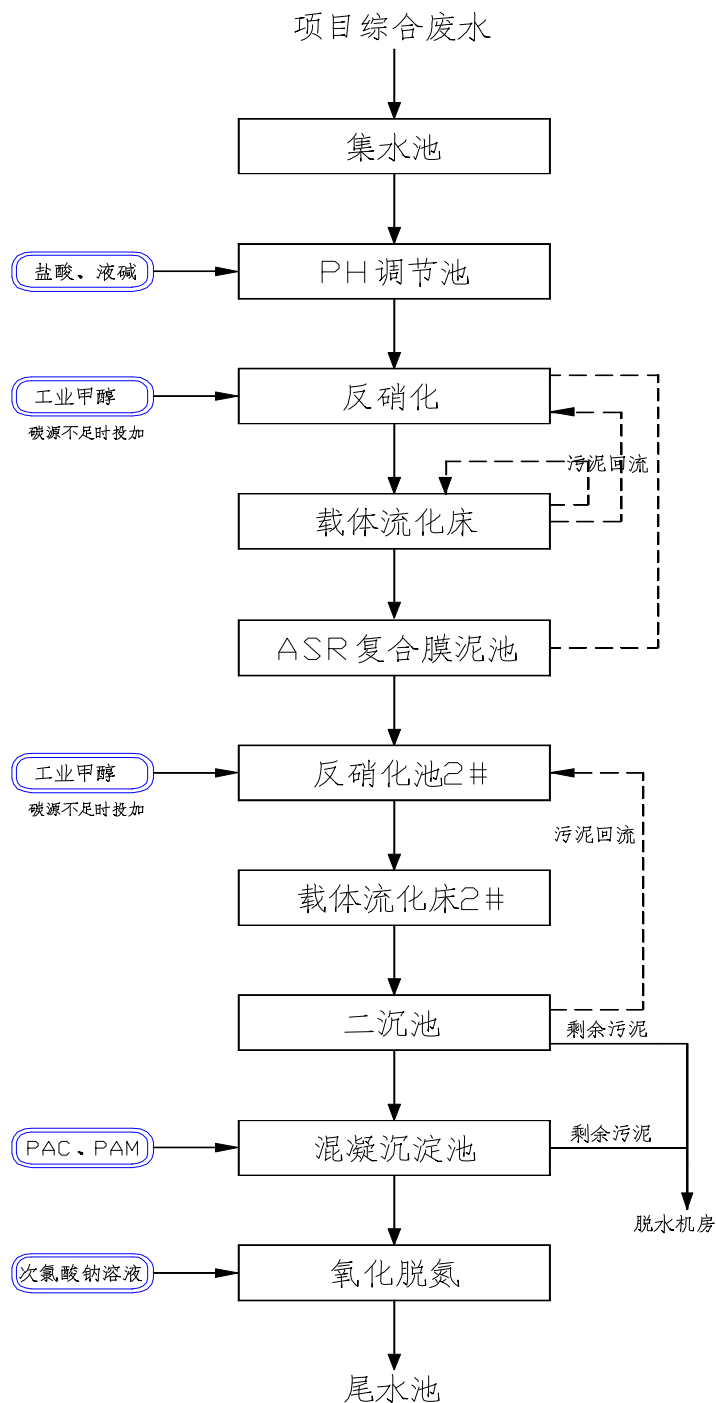 项目综合废水
集水池
盐酸、液碱
PH调节池
工业甲醇
反硝化
碳源不足时投加
污泥回流
载体流化床
ASR复合膜泥池
工业甲醇
反硝化池2#
碳源不足时投加
污泥回流
载体流化床2#
二沉池
剩余污泥
PAC、PAM
混凝沉淀池
剩余污泥
脱水机房
次氯酸钠溶液
氧化脱氮
尾水池